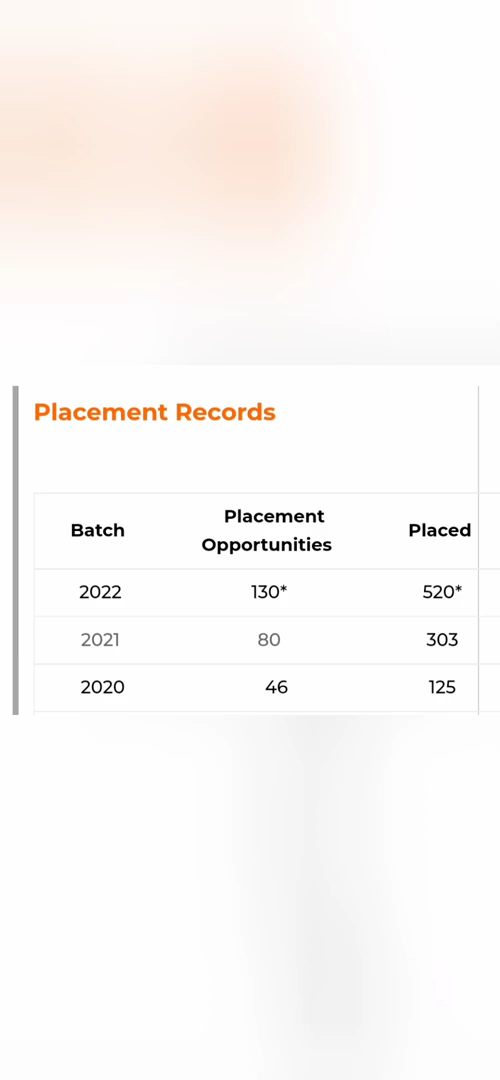 Placement Records
Batch Placement Opportunities Placed
2022 130* 520*
2021 80 303
2020 46 125